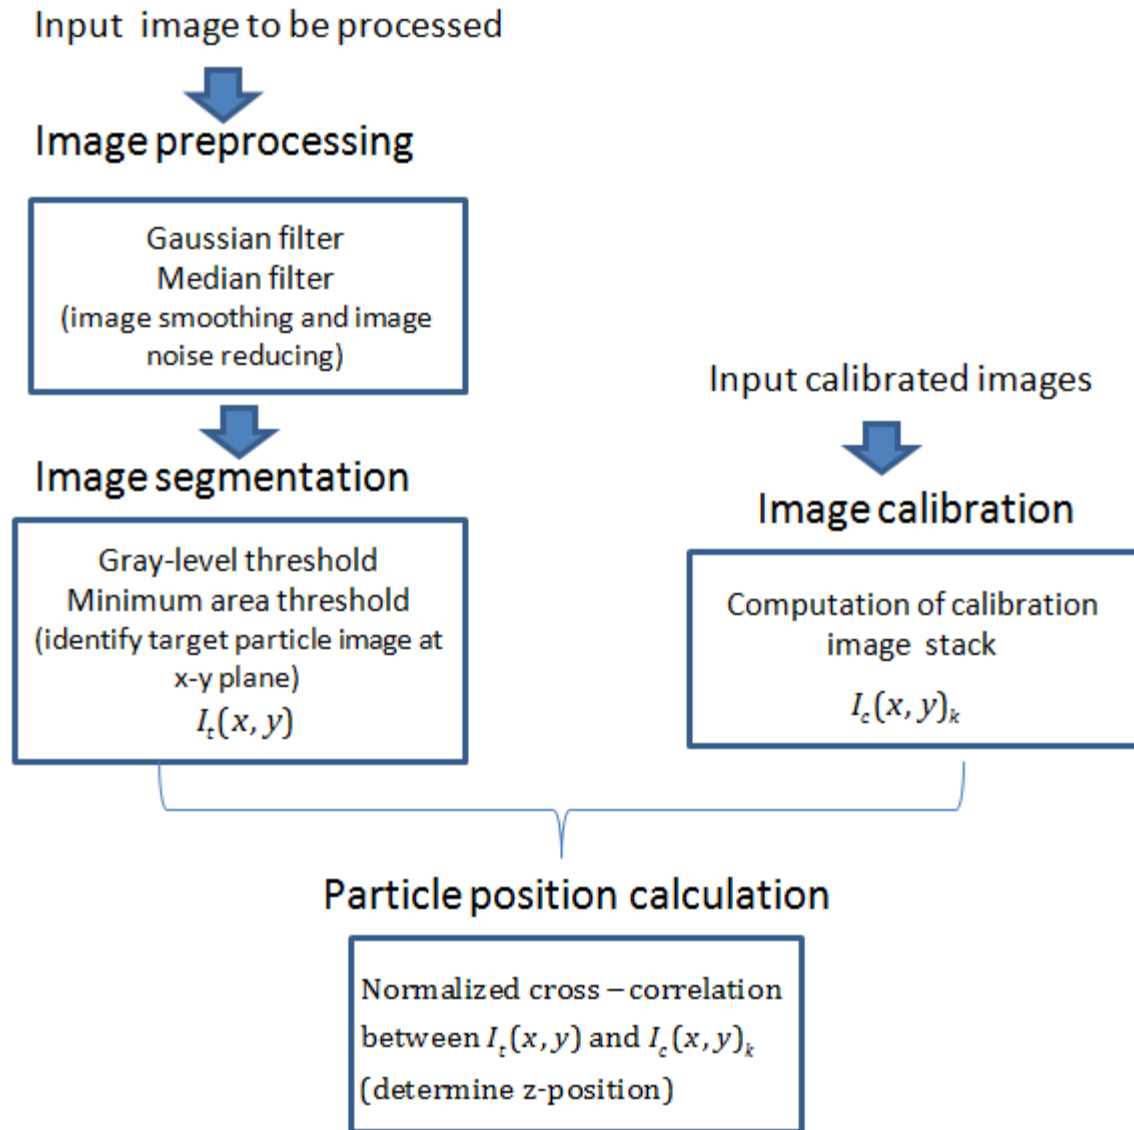 Input image to be processed
Image preprocessing
Gaussian filter
Median filter
(image smoothing and image
noise reducing)
Image segmentation
Gray-level threshold
Minimum area threshold
(identify target particle image at
x-y plane)
I_t(x, y)
Input calibrated images
Image calibration
Computation of calibration
image stack
I_c(x, y)_k
Particle position calculation
Normalized cross−correlation
between I_t(x, y) and I_c(x, y)_k
(determine z-position)